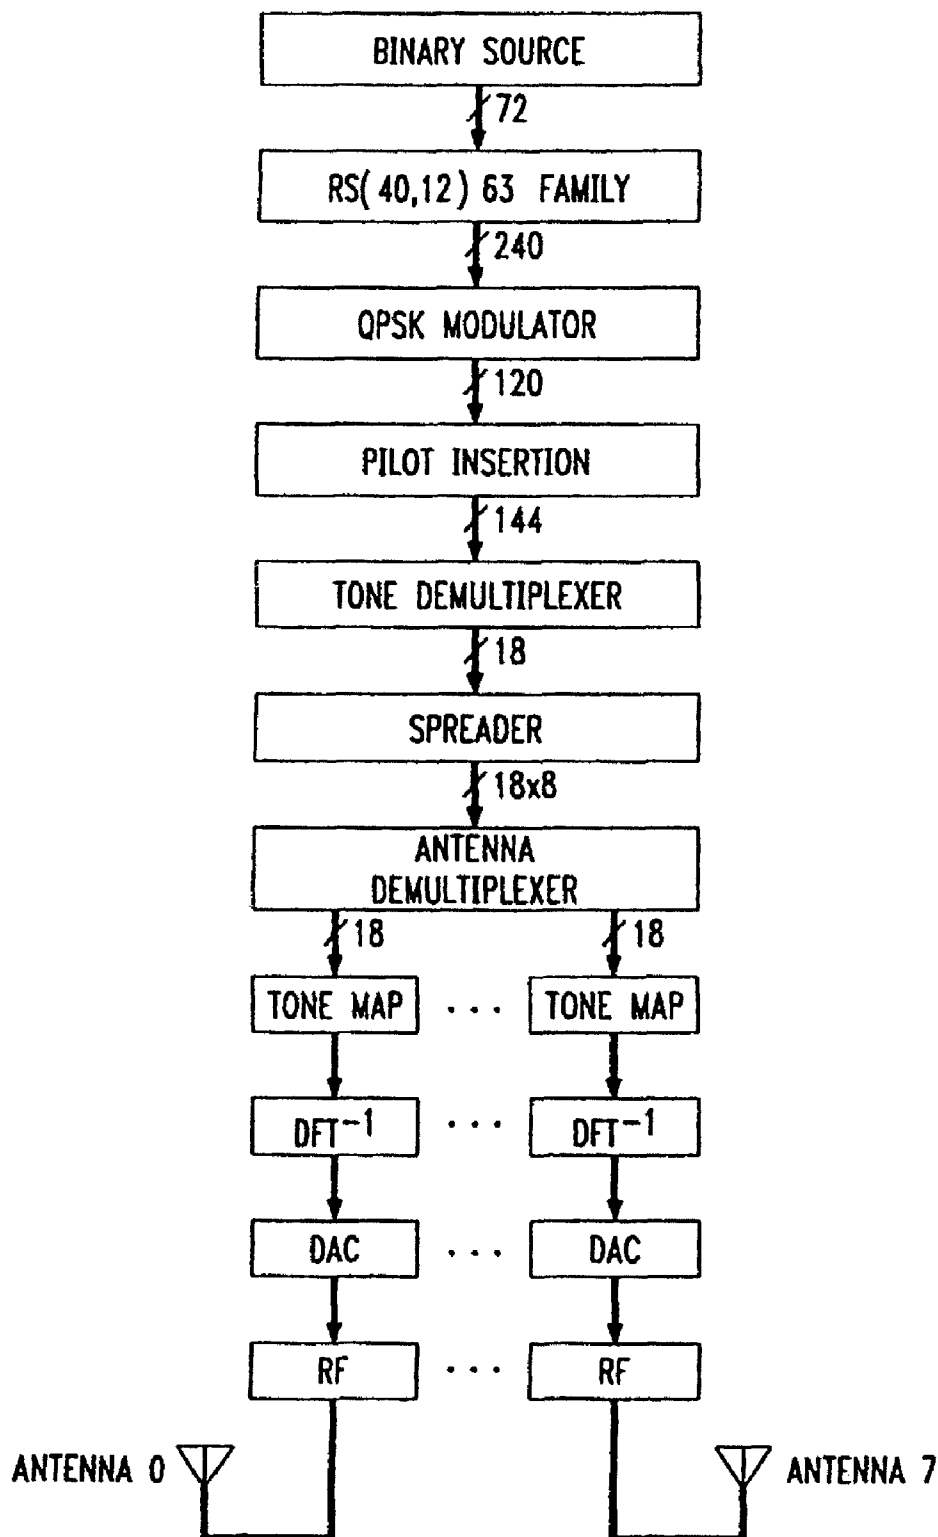 BINARY SOURCE
72
RS(40,12) 63 FAMILY
240
QPSK MODULATOR
120
PILOT INSERTION
144
TONE DEMULTIPLEXER
18
SPREADER
18x8
ANTENNA
DEMULTIPLEXER
18 18
TONE MAP ... TONE MAP
DFT⁻¹ ... DFT⁻¹
DAC ... DAC
RF ... RF
ANTENNA 0 ANTENNA 7